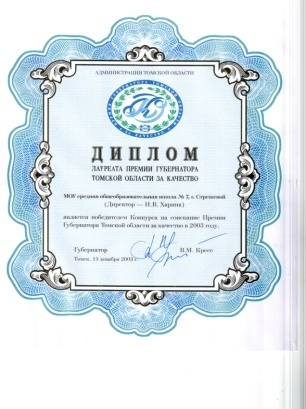 АДМИНИСТРАЦИЯ ТОМСКОЙ ОБЛАСТИ
ДИПЛОМ
ЛАУРЕАТА ПРЕМИИ ГУБЕРНАТОРА
ТОМСКОЙ ОБЛАСТИ ЗА КАЧЕСТВО
МОУ средняя общеобразовательная школа № 7, г. Стрежевой
(Директор — Н.В.
является победителем Конкурса на соискание Премии
Губернатора Томской области за качество в 2003 году.
Губернатор В.М. Кресс
Томск, 15 декабря 2003 г.